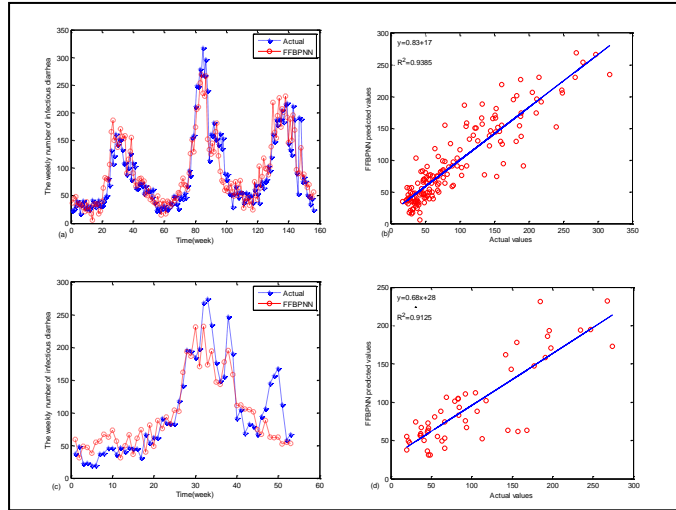 350
300
250
200
150
100
50
0
0 20 40 60 80 100 120 140 160
The weekly number of infectious diarrhea
Time(week)
(a)
Actual
FFBPNN
300
250
200
150
100
50
0
0 50 100 150 200 250 300 350
FFBPNN predicted values
Actual values
(b)
y=0.83+17
R²=0.9385
300
250
200
150
100
50
0
0 10 20 30 40 50 60
The weekly number of infectious diarrhea
Time(week)
(c)
Actual
FFBPNN
250
200
150
100
50
0
0 50 100 150 200 250 300
FFBPNN predicted values
Actual values
(d)
y=0.68x+28
R²=0.9125